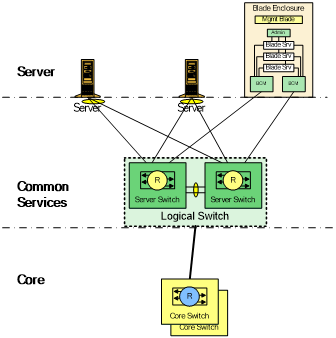 Blade Enclosure
Mgmt Blade
Admin
Blade Srv
Blade Srv
Blade Srv
BCM
BCM
Server
Server
Server
Common
Services
R
R
Server Switch
Server Switch
Logical Switch
Core
R
Core Switch
Core Switch